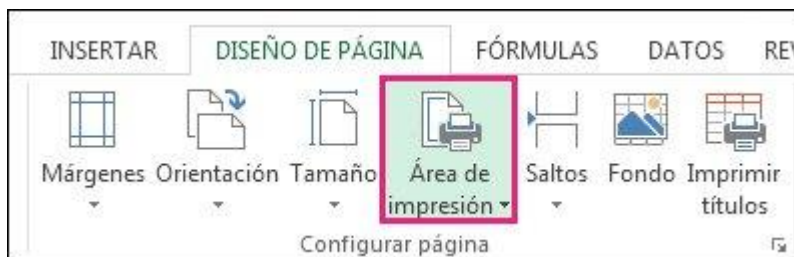 INSERTAR DISEÑO DE PÁGINA FÓRMULAS DATOS
Márgenes Orientación Tamaño Área de impresión Saltos Fondo Imprimir títulos
Configurar página